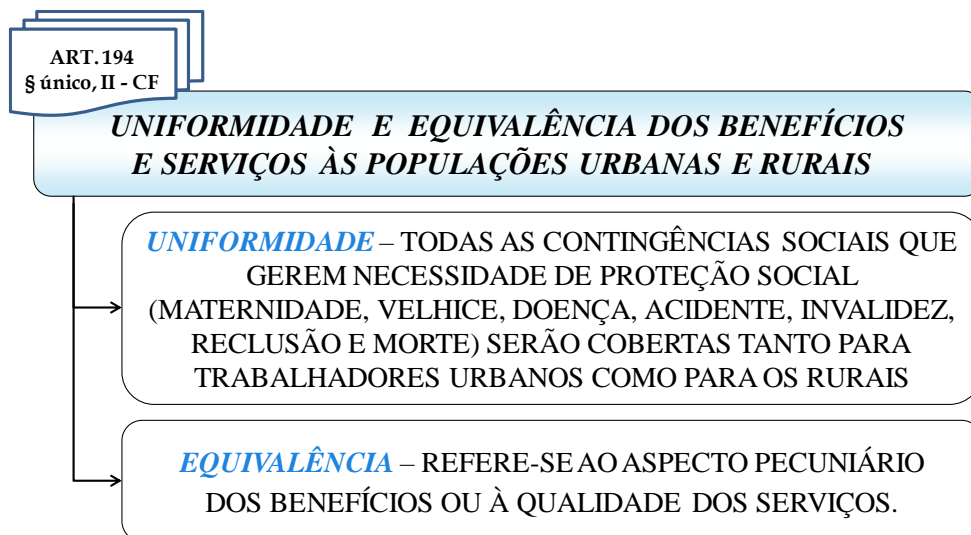 ART. 194
§ único, II - CF
UNIFORMIDADE E EQUIVALÊNCIA DOS BENEFÍCIOS
E SERVIÇOS ÀS POPULAÇÕES URBANAS E RURAIS
UNIFORMIDADE – TODAS AS CONTINGÊNCIAS SOCIAIS QUE
GEREM NECESSIDADE DE PROTEÇÃO SOCIAL
(MATERNIDADE, VELHICE, DOENÇA, ACIDENTE, INVALIDEZ,
RECLUSÃO E MORTE) SERÃO COBERTAS TANTO PARA
TRABALHADORES URBANOS COMO PARA OS RURAIS
EQUIVALÊNCIA – REFERE-SE AO ASPECTO PECUNIÁRIO
DOS BENEFÍCIOS OU À QUALIDADE DOS SERVIÇOS.